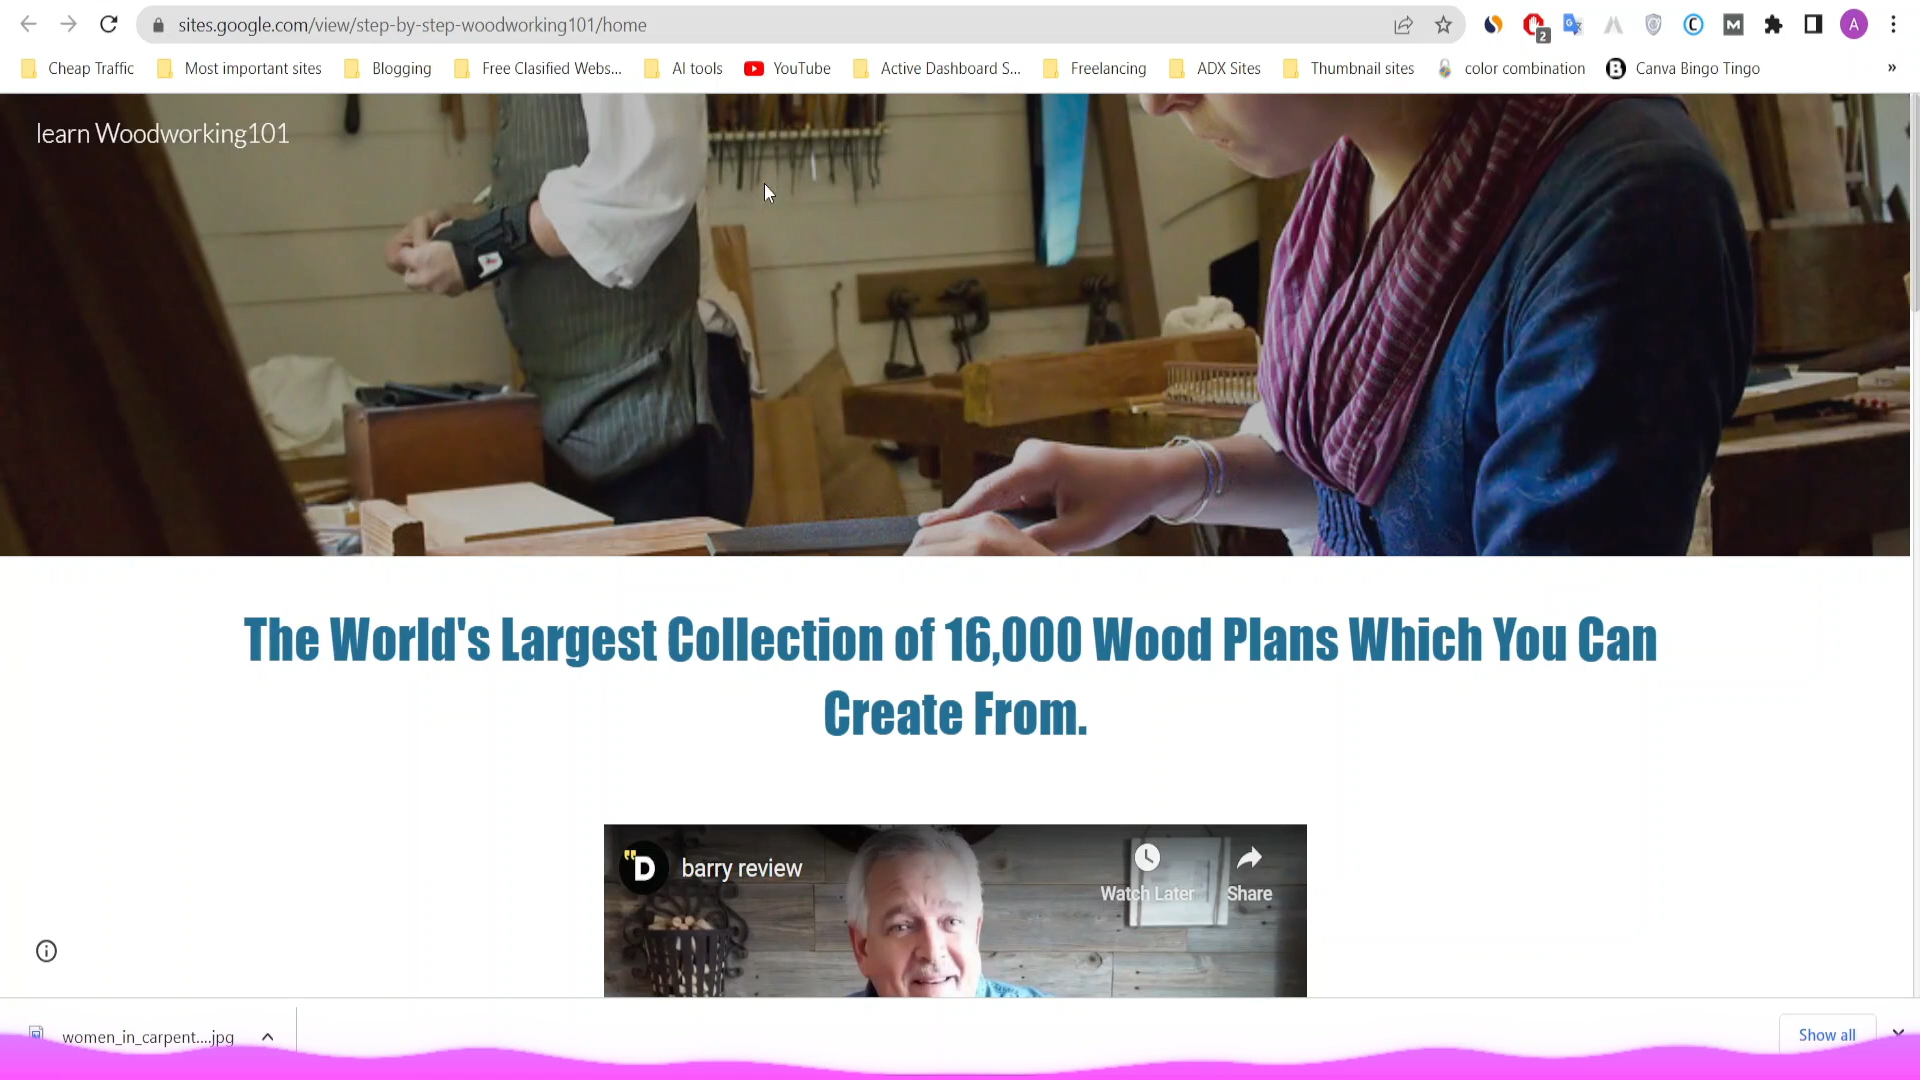 sites.google.com/view/step-by-step-woodworking101/home
2
A
Cheap Traffic
Most important sites
Blogging
Free Clasified Webs...
AI tools
YouTube
Active Dashboard S...
Freelancing
ADX Sites
Thumbnail sites
color combination
Canva Bingo Tingo
»
learn Woodworking101
The World's Largest Collection of 16,000 Wood Plans Which You Can
Create From.
"D
barry review
Watch Later
Share
women_in_carpent....jpg
Show all